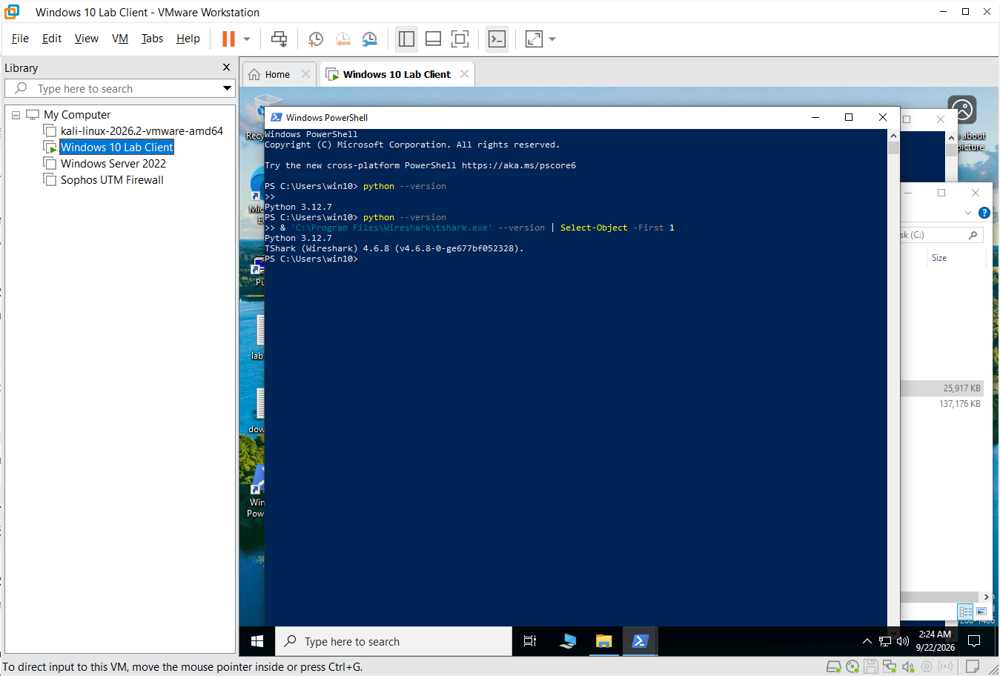 Windows 10 Lab Client - VMware Workstation
File Edit View VM Tabs Help
Library
Type here to search
My Computer
kali-linux-2026.2-vmware-amd64
Windows 10 Lab Client
Windows Server 2022
Sophos UTM Firewall
Home
Windows 10 Lab Client
Windows PowerShell
Windows PowerShell
Copyright (C) Microsoft Corporation. All rights reserved.
Try the new cross-platform PowerShell https://aka.ms/pscore6
PS C:\Users\win10> python --version
>>
Python 3.12.7
PS C:\Users\win10> python --version
>> & 'C:\Program Files\Wireshark\tshark.exe' --version | Select-Object -First 1
Python 3.12.7
TShark (Wireshark) 4.6.8 (v4.6.8-0-ge677bf052328).
PS C:\Users\win10>
Recy
Mic
E
Pu
lab
dow
Win
Pow
about
picture
sk (C:)
Size
25,917 KB
137,176 KB
Type here to search
2:24 AM
9/22/2026
To direct input to this VM, move the mouse pointer inside or press Ctrl+G.